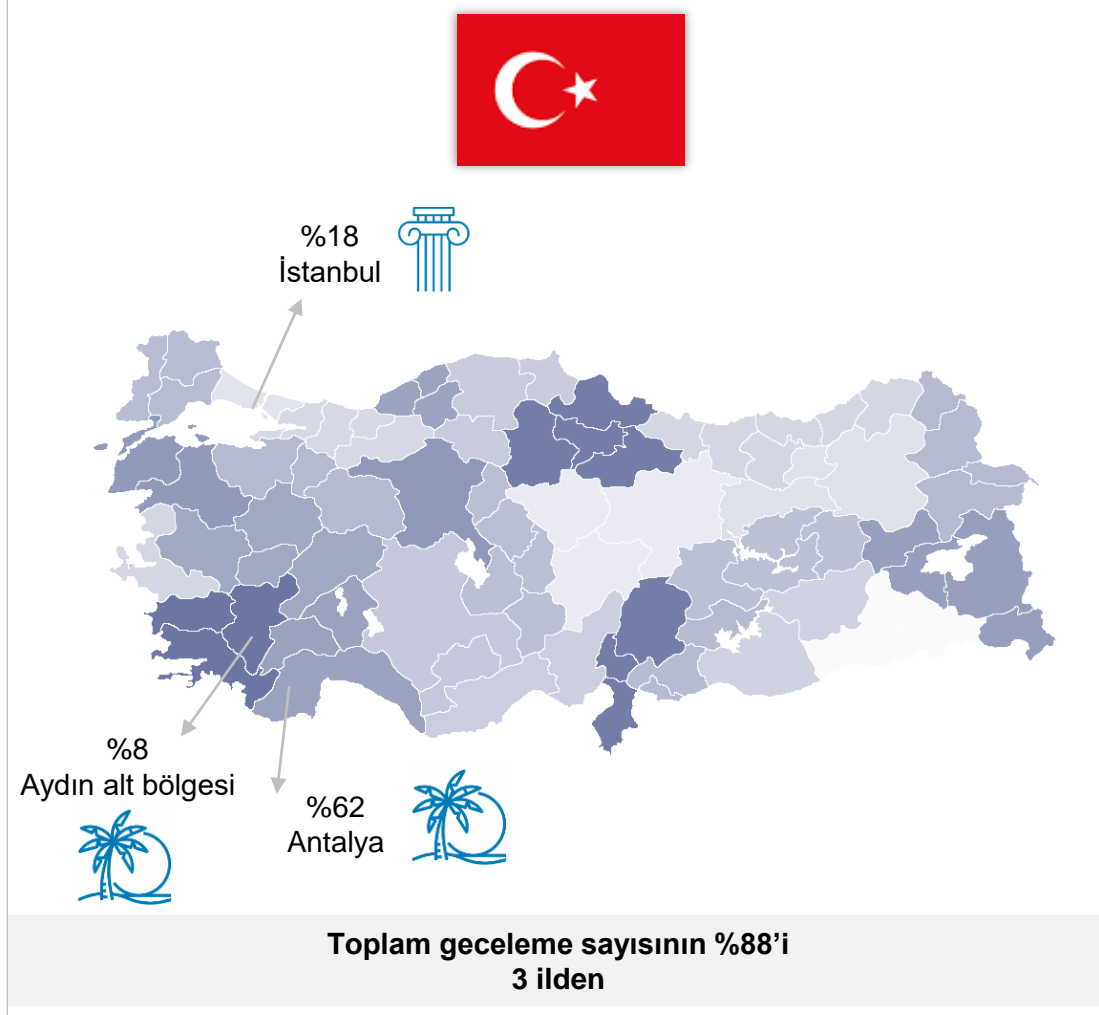 %18
İstanbul
%8
Aydın alt bölgesi
%62
Antalya
Toplam geceleme sayısının %88’i
3 ilden